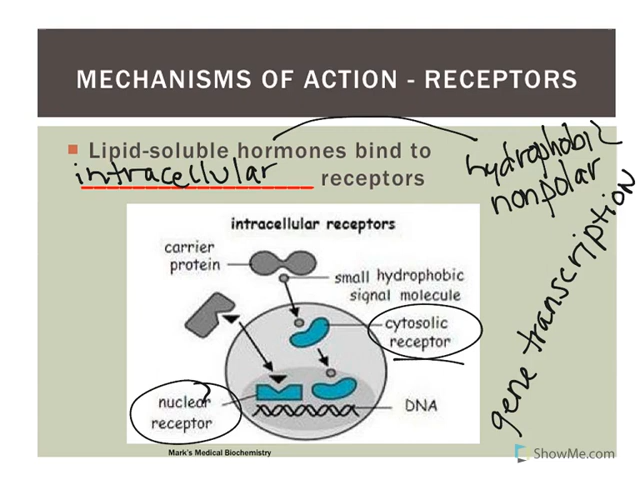 MECHANISMS OF ACTION - RECEPTORS
Lipid-soluble hormones bind to
intracellular receptors
hydrophobic
nonpolar
gene transcription
intracellular receptors
carrier
protein
small hydrophobic
signal molecule
cytosolic
receptor
nuclear
receptor
DNA
Mark's Medical Biochemistry
ShowMe.com